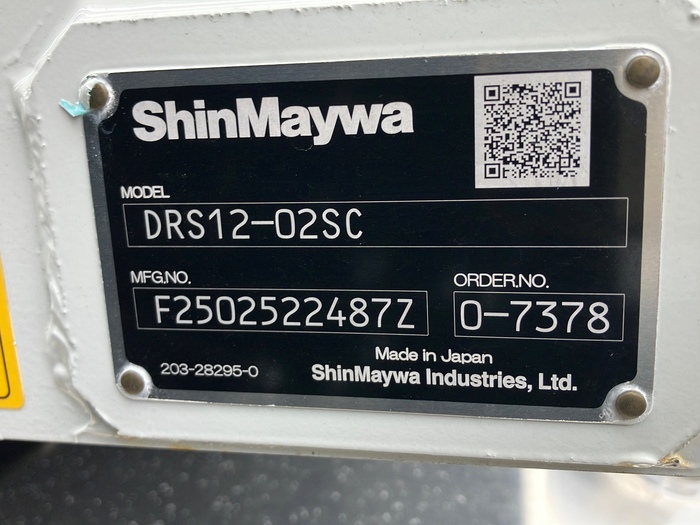 ShinMaywa
MODEL
DRS12-02SC
MFG.NO.
F2502522487Z
ORDER.NO.
0-7378
203-28295-0
Made in Japan
ShinMaywa Industries, Ltd.